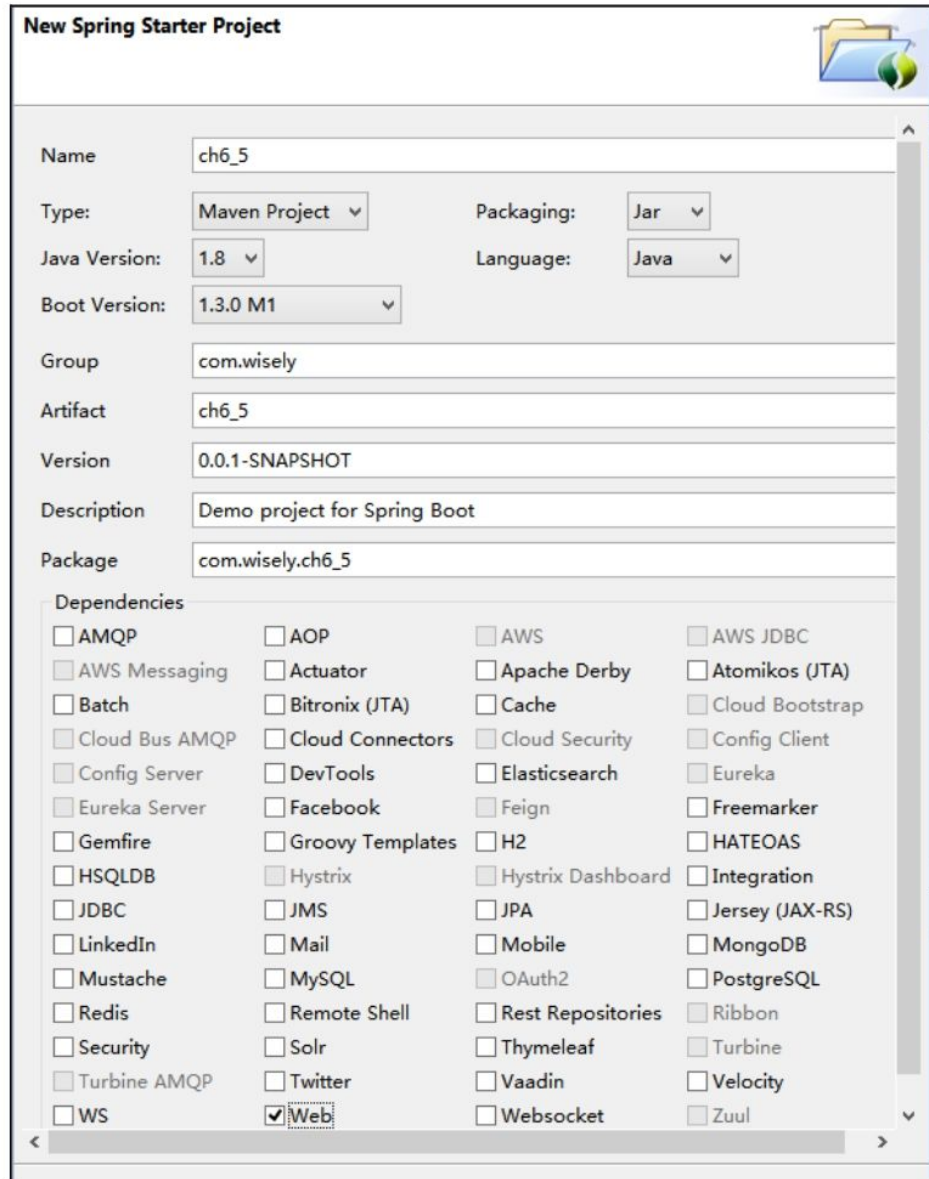 New Spring Starter Project
Name ch6_5
Type: Maven Project Packaging: Jar
Java Version: 1.8 Language: Java
Boot Version: 1.3.0 M1
Group com.wisely
Artifact ch6_5
Version 0.0.1-SNAPSHOT
Description Demo project for Spring Boot
Package com.wisely.ch6_5
Dependencies
AMQP AOP AWS AWS JDBC
AWS Messaging Actuator Apache Derby Atomikos (JTA)
Batch Bitronix (JTA) Cache Cloud Bootstrap
Cloud Bus AMQP Cloud Connectors Cloud Security Config Client
Config Server DevTools Elasticsearch Eureka
Eureka Server Facebook Feign Freemarker
Gemfire Groovy Templates H2 HATEOAS
HSQLDB Hystrix Hystrix Dashboard Integration
JDBC JMS JPA Jersey (JAX-RS)
LinkedIn Mail Mobile MongoDB
Mustache MySQL OAuth2 PostgreSQL
Redis Remote Shell Rest Repositories Ribbon
Security Solr Thymeleaf Turbine
Turbine AMQP Twitter Vaadin Velocity
WS Web Websocket Zuul